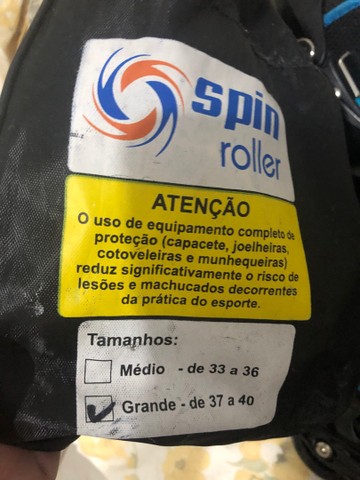 spin
roller
ATENÇÃO
O uso de equipamento completo de
proteção (capacete, joelheiras,
cotoveleiras e munhequeiras)
reduz significativamente o risco de
lesões e machucados decorrentes
da prática do esporte.
Tamanhos:
Médio - de 33 a 36
Grande - de 37 a 40